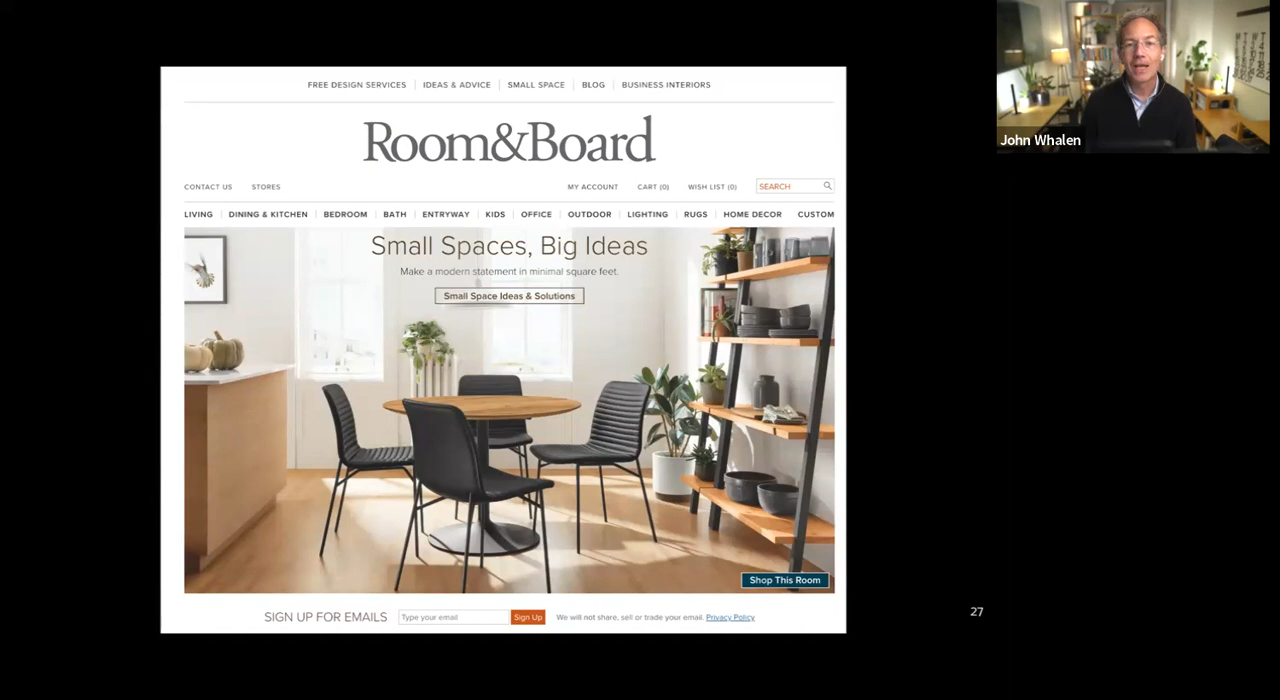 FREE DESIGN SERVICES | IDEAS & ADVICE | SMALL SPACE | BLOG | BUSINESS INTERIORS
Room&Board
CONTACT US STORES MY ACCOUNT CART (0) WISH LIST (0) SEARCH
LIVING | DINING & KITCHEN | BEDROOM | BATH | ENTRYWAY | KIDS | OFFICE | OUTDOOR | LIGHTING | RUGS | HOME DECOR CUSTOM
Small Spaces, Big Ideas
Make a modern statement in minimal square feet.
Small Space Ideas & Solutions
Shop This Room
SIGN UP FOR EMAILS Type your email Sign Up We will not share, sell or trade your email. Privacy Policy
John Whalen
27